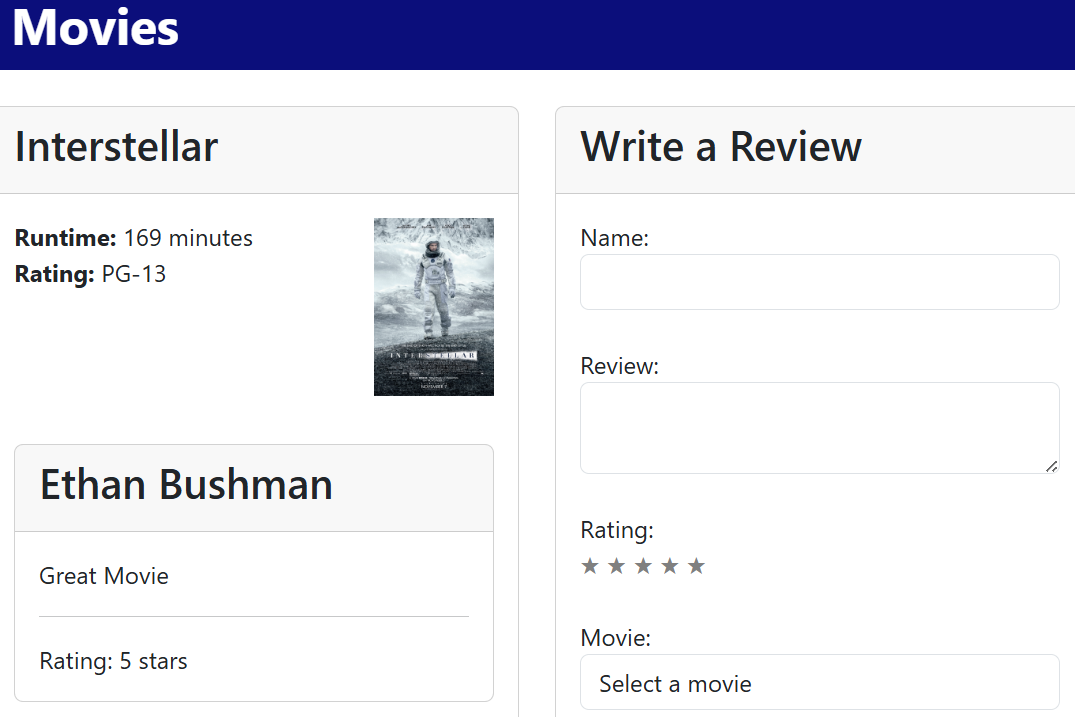 Movies
Interstellar
Runtime: 169 minutes
Rating: PG-13
INTERSTELLAR
Ethan Bushman
Great Movie
Rating: 5 stars
Write a Review
Name:
Review:
Rating:
★ ★ ★ ★ ★
Movie:
Select a movie